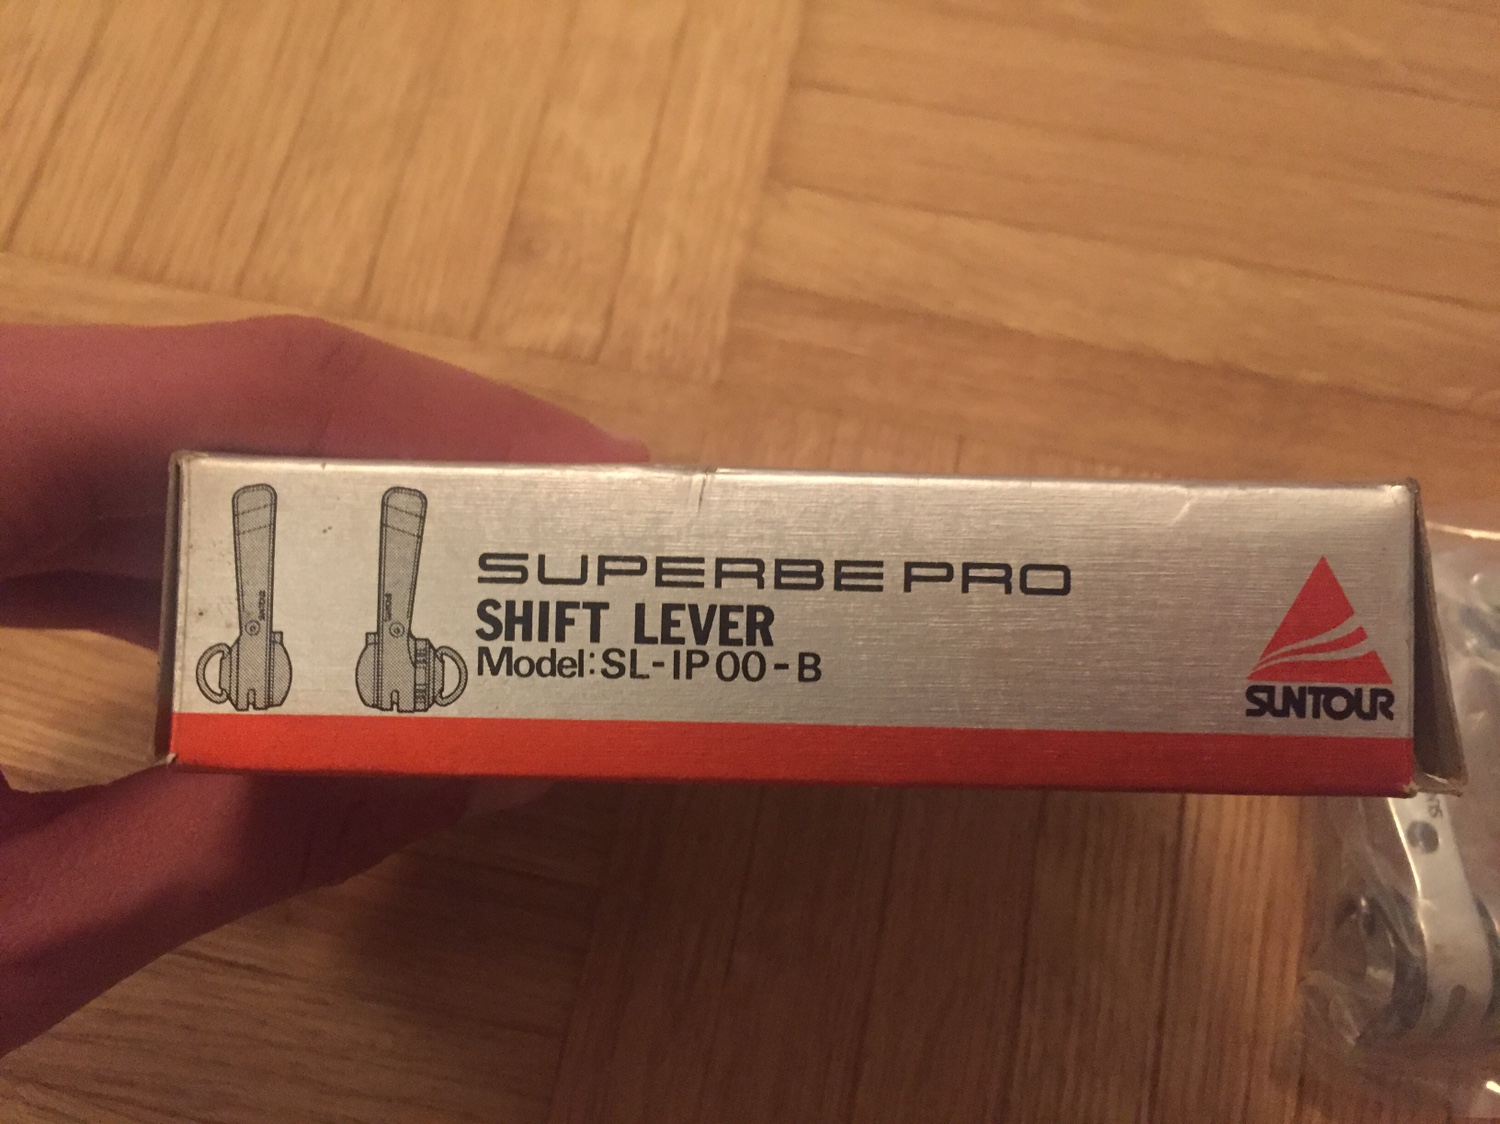 SUPERBE PRO
SHIFT LEVER
Model:SL-IP00-B
SUNTOUR